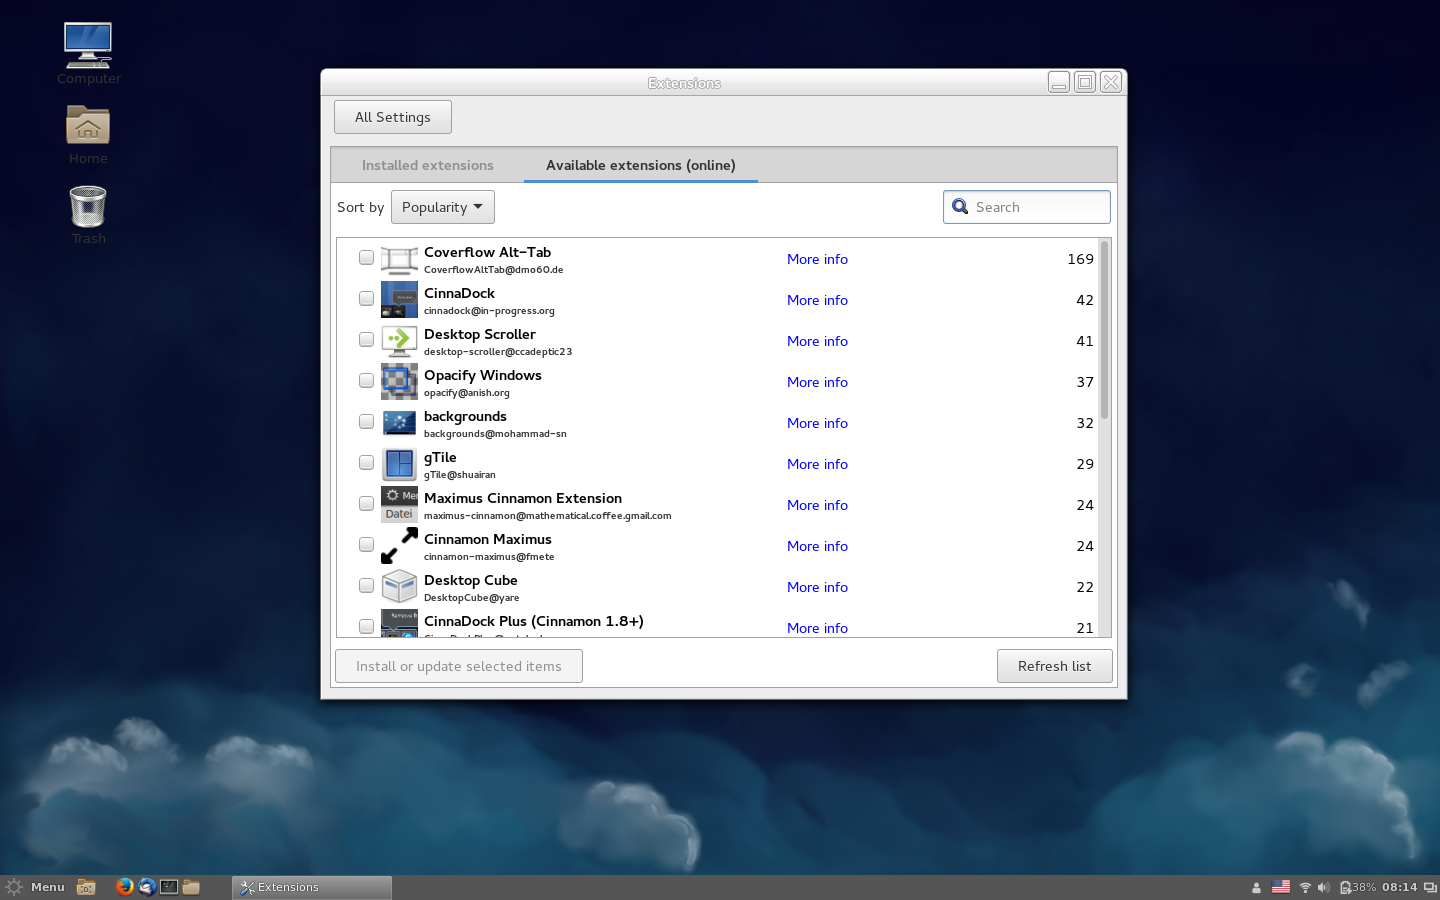 Computer
Home
Trash
Extensions
All Settings
Installed extensions
Available extensions (online)
Sort by
Popularity
Search
Coverflow Alt-Tab
CoverflowAltTab@dmo60.de
More info
169
CinnaDock
cinnadock@in-progress.org
More info
42
Desktop Scroller
desktop-scroller@ccadeptic23
More info
41
Opacify Windows
opacify@anish.org
More info
37
backgrounds
backgrounds@mohammad-sn
More info
32
gTile
gTile@shuairan
More info
29
Maximus Cinnamon Extension
maximus-cinnamon@mathematical.coffee.gmail.com
More info
24
Datei
Cinnamon Maximus
cinnamon-maximus@fmete
More info
24
Desktop Cube
DesktopCube@yare
More info
22
CinnaDock Plus (Cinnamon 1.8+)
More info
21
Install or update selected items
Refresh list
Menu
Extensions
38%
08:14